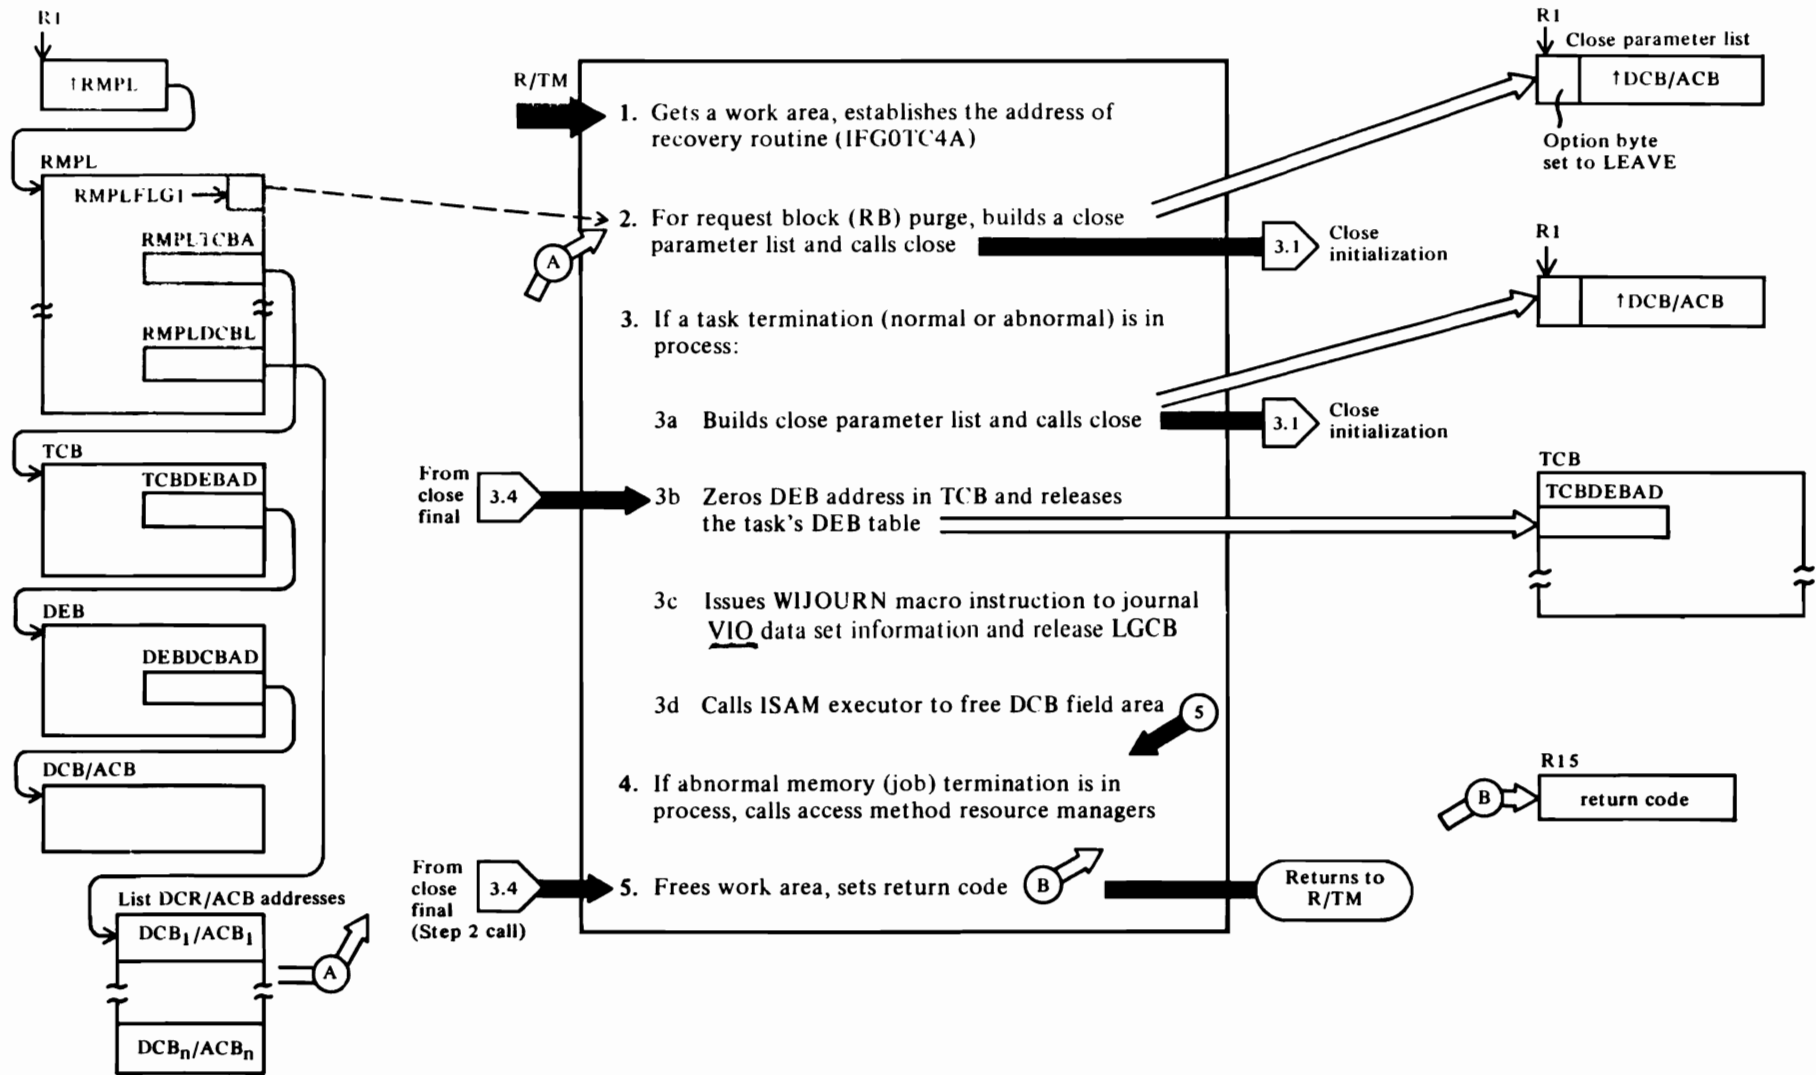 R1
↑RMPL
RMPL
RMPLFLG1
RMPLTCBA
RMPLDCBL
TCB
TCBDEBAD
DEB
DEBDCBAD
DCB/ACB
List DCR/ACB addresses
DCB1/ACB1
A
DCBn/ACBn
R/TM
1. Gets a work area, establishes the address of
recovery routine (IFG0TC4A)
2. For request block (RB) purge, builds a close
parameter list and calls close
A
3.1
Close
initialization
3. If a task termination (normal or abnormal) is in
process:
3a Builds close parameter list and calls close
3.1
Close
initialization
From
close
final
3.4
3b Zeros DEB address in TCB and releases
the task's DEB table
3c Issues WIJOURN macro instruction to journal
VIO data set information and release LGCB
3d Calls ISAM executor to free DCB field area
5
4. If abnormal memory (job) termination is in
process, calls access method resource managers
From
close
final
(Step 2 call)
3.4
5. Frees work area, sets return code
B
Returns to
R/TM
R1
Close parameter list
↑DCB/ACB
Option byte
set to LEAVE
R1
↑DCB/ACB
TCB
TCBDEBAD
R15
B
return code